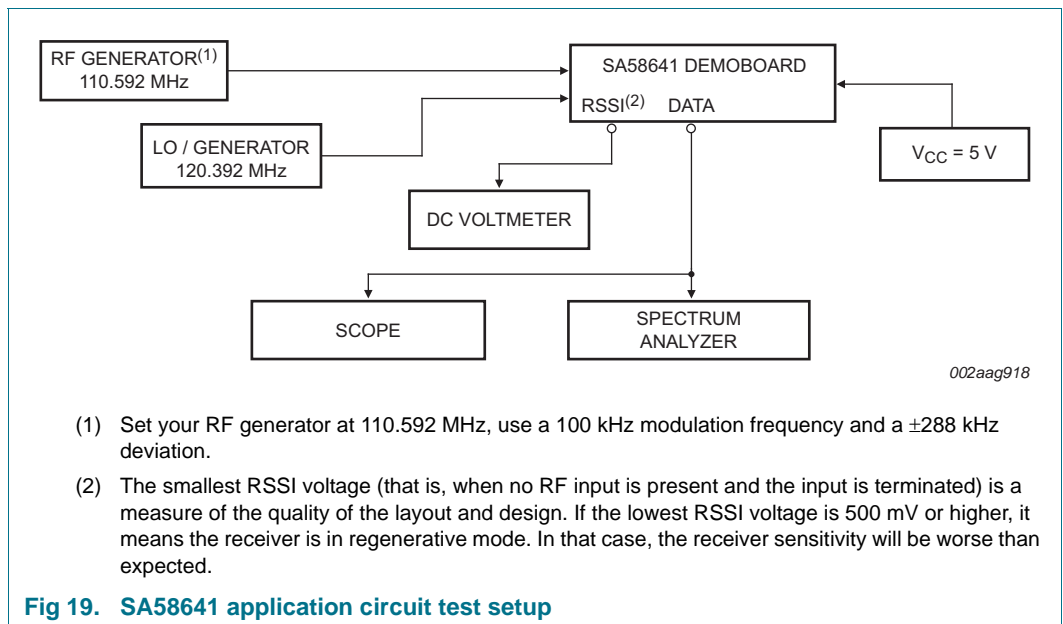 RF GENERATOR(1)
110.592 MHz
SA58641 DEMOBOARD
RSSI(2) DATA
LO / GENERATOR
120.392 MHz
VCC = 5 V
DC VOLTMETER
SCOPE
SPECTRUM
ANALYZER
002aag918
(1) Set your RF generator at 110.592 MHz, use a 100 kHz modulation frequency and a ±288 kHz
deviation.
(2) The smallest RSSI voltage (that is, when no RF input is present and the input is terminated) is a
measure of the quality of the layout and design. If the lowest RSSI voltage is 500 mV or higher, it
means the receiver is in regenerative mode. In that case, the receiver sensitivity will be worse than
expected.
Fig 19. SA58641 application circuit test setup